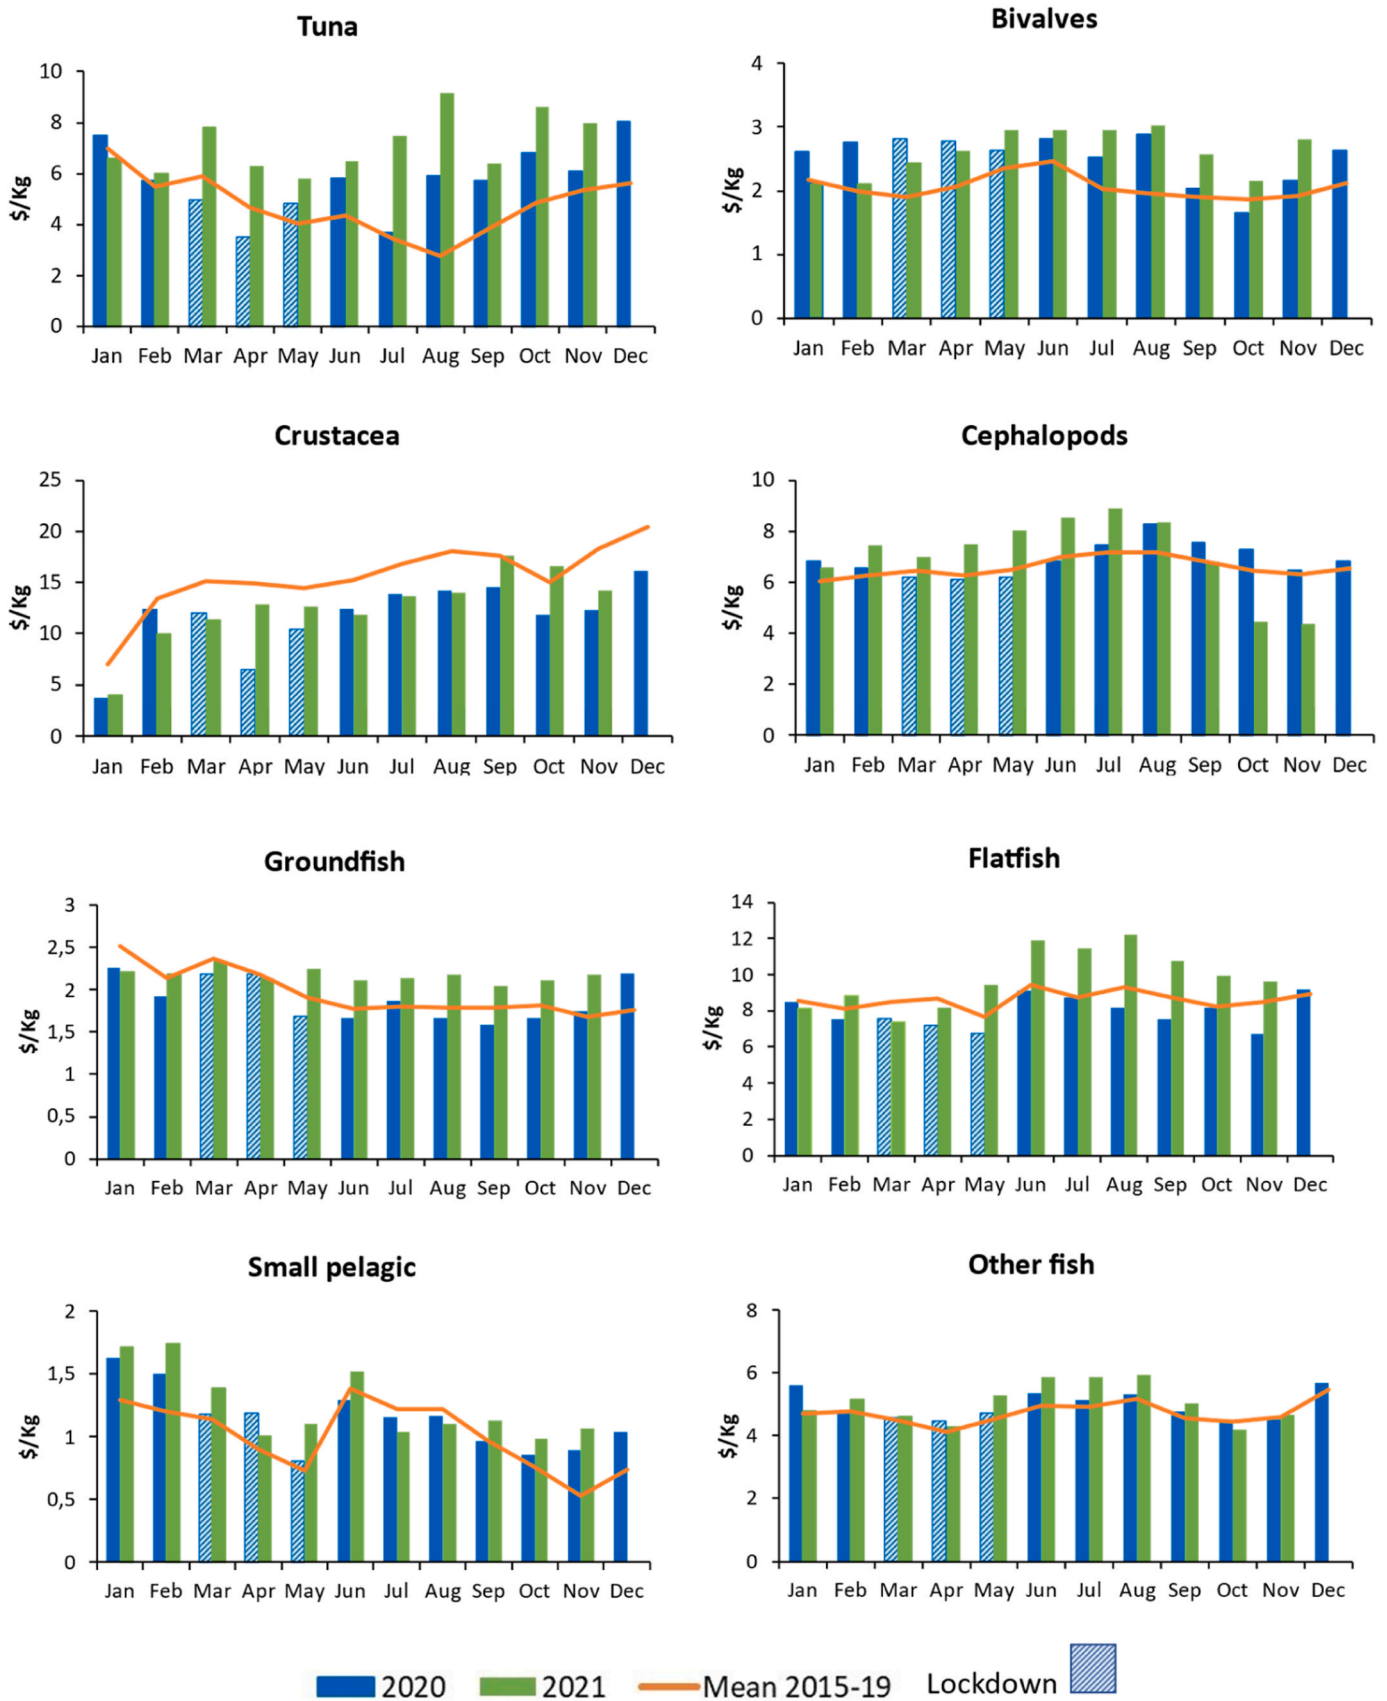 Tuna
$/Kg
10
8
6
4
2
0
Jan Feb Mar Apr May Jun Jul Aug Sep Oct Nov Dec
Bivalves
$/Kg
4
3
2
1
0
Jan Feb Mar Apr May Jun Jul Aug Sep Oct Nov Dec
Crustacea
$/Kg
25
20
15
10
5
0
Jan Feb Mar Apr May Jun Jul Aug Sep Oct Nov Dec
Cephalopods
$/Kg
10
8
6
4
2
0
Jan Feb Mar Apr May Jun Jul Aug Sep Oct Nov Dec
Groundfish
$/Kg
3
2,5
2
1,5
1
0,5
0
Jan Feb Mar Apr May Jun Jul Aug Sep Oct Nov Dec
Flatfish
$/Kg
14
12
10
8
6
4
2
0
Jan Feb Mar Apr May Jun Jul Aug Sep Oct Nov Dec
Small pelagic
$/Kg
2
1,5
1
0,5
0
Jan Feb Mar Apr May Jun Jul Aug Sep Oct Nov Dec
Other fish
$/Kg
8
6
4
2
0
Jan Feb Mar Apr May Jun Jul Aug Sep Oct Nov Dec
2020 2021 Mean 2015-19 Lockdown